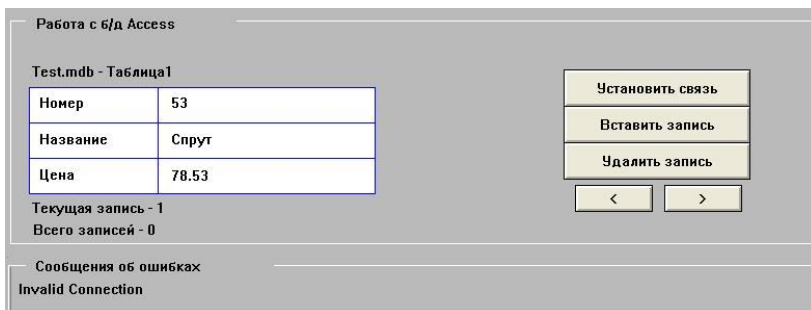 Работа с б/д Access
Test.mdb - Таблица1
Номер 53
Название Спрут
Цена 78.53
Текущая запись - 1
Всего записей - 0
Установить связь
Вставить запись
Удалить запись
< >
Сообщения об ошибках
Invalid Connection